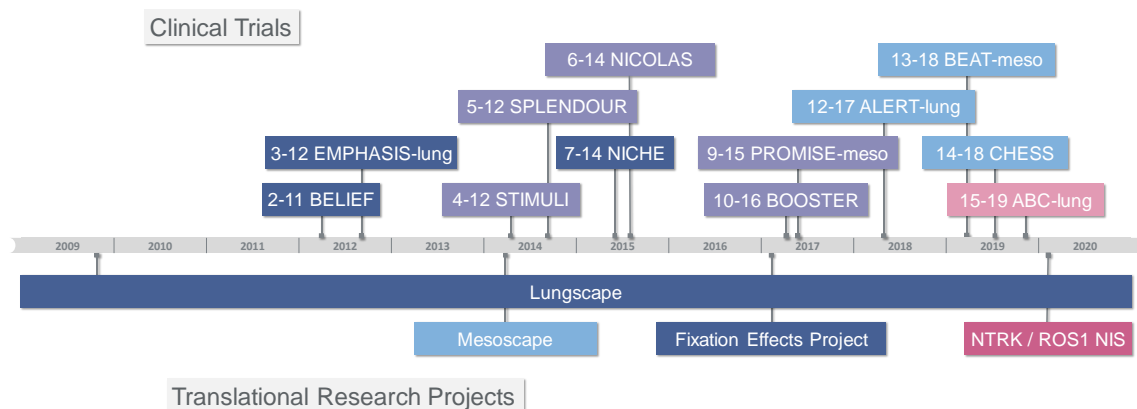 Clinical Trials
6-14 NICOLAS
13-18 BEAT-meso
5-12 SPLENDOUR
12-17 ALERT-lung
3-12 EMPHASIS-lung
7-14 NICHE
9-15 PROMISE-meso
14-18 CHESS
2-11 BELIEF
4-12 STIMULI
10-16 BOOSTER
15-19 ABC-lung
2009 2010 2011 2012 2013 2014 2015 2016 2017 2018 2019 2020
Lungscape
Mesoscape
Fixation Effects Project
NTRK / ROS1 NIS
Translational Research Projects